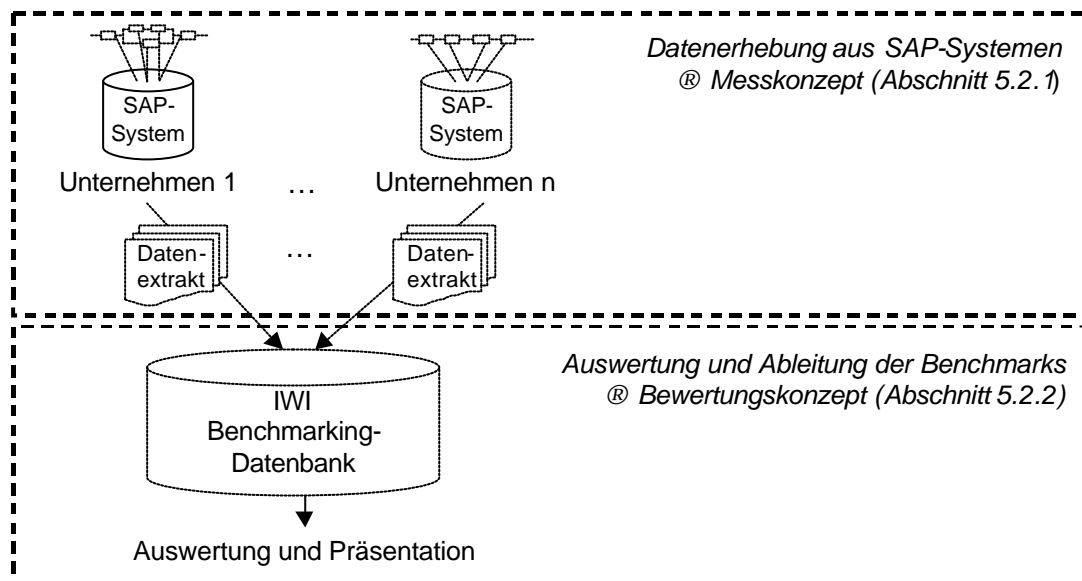 Datenerhebung aus SAP-Systemen
® Messkonzept (Abschnitt 5.2.1)
SAP-
System
SAP-
System
Unternehmen 1
...
Unternehmen n
Daten-
extrakt
...
Daten-
extrakt
Auswertung und Ableitung der Benchmarks
® Bewertungskonzept (Abschnitt 5.2.2)
IWI
Benchmarking-
Datenbank
Auswertung und Präsentation